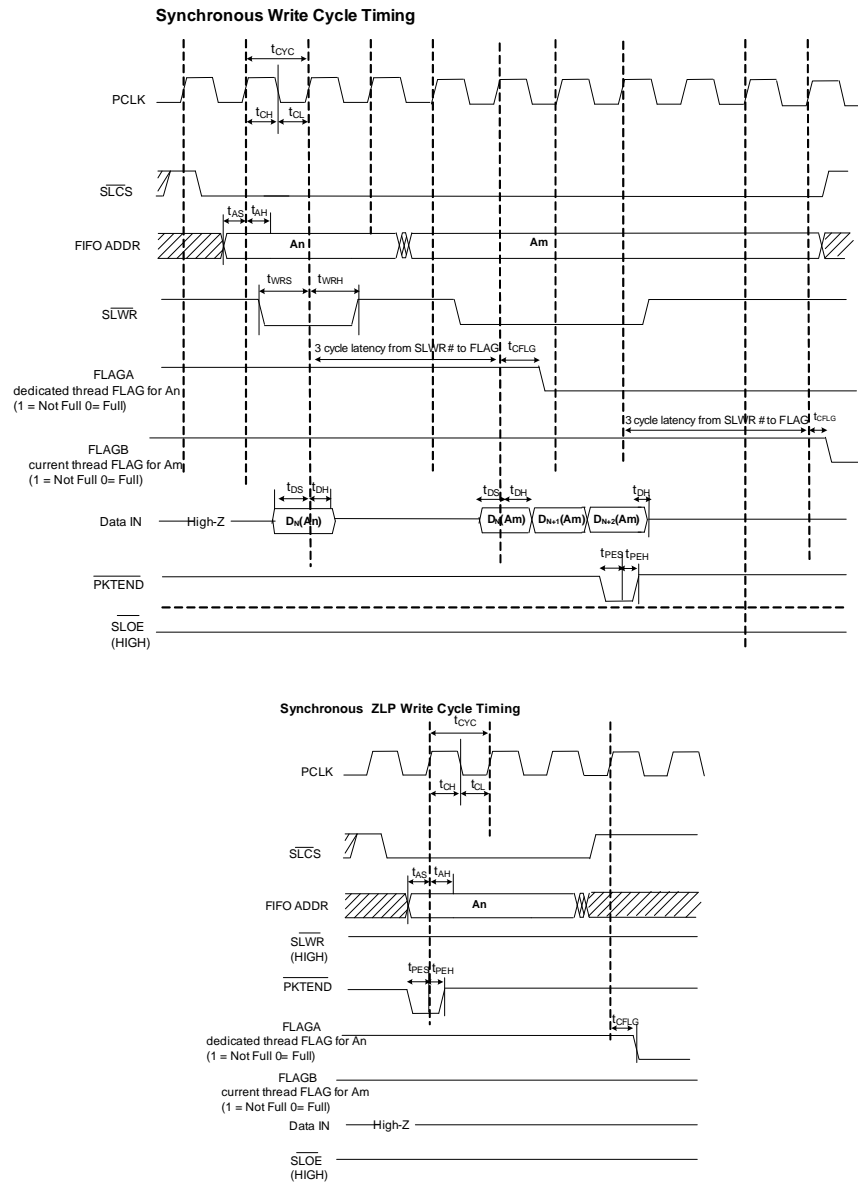 Synchronous Write Cycle Timing
tCYC
PCLK
tCH
tCL
SLCS
tAS
tAH
FIFO ADDR
An
Am
tWRS
tWRH
SLWR
3 cycle latency from SLWR # to FLAG
tCFLG
FLAGA
dedicated thread FLAG for An
(1 = Not Full 0= Full)
3 cycle latency from SLWR # to FLAG
tCFLG
FLAGB
current thread FLAG for Am
(1 = Not Full 0= Full)
tDS
tDH
tDS
tDH
tDH
Data IN
High-Z
DN(An)
DN(Am)
DN+1(Am)
DN+2(Am)
tPES
tPEH
PKTEND
SLOE
(HIGH)
Synchronous ZLP Write Cycle Timing
tCYC
PCLK
tCH
tCL
SLCS
tAS
tAH
FIFO ADDR
An
SLWR
(HIGH)
tPES
tPEH
PKTEND
FLAGA
dedicated thread FLAG for An
(1 = Not Full 0= Full)
tCFLG
FLAGB
current thread FLAG for Am
(1 = Not Full 0= Full)
Data IN
High-Z
SLOE
(HIGH)